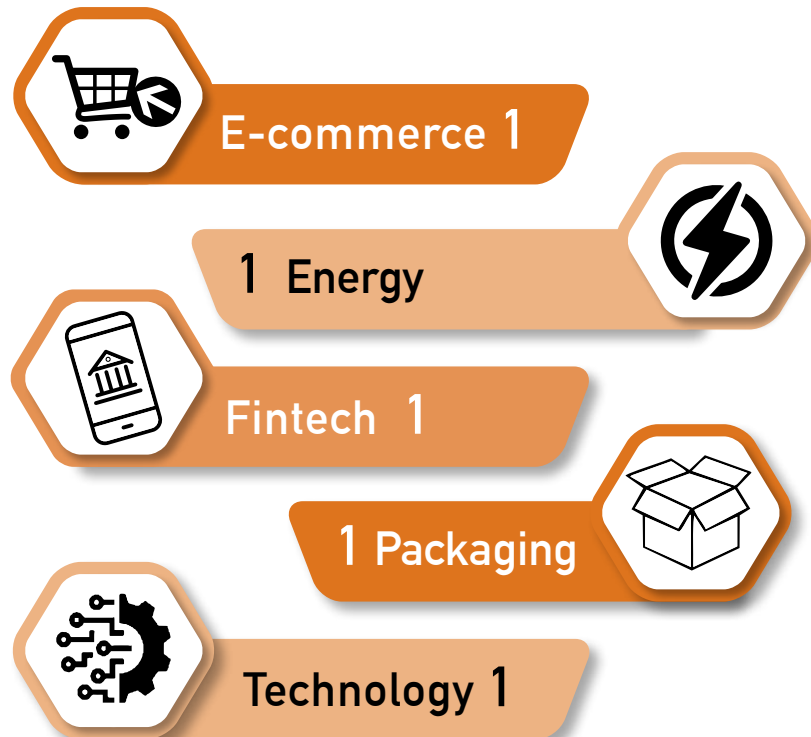 E-commerce 1
1 Energy
Fintech 1
1 Packaging
Technology 1